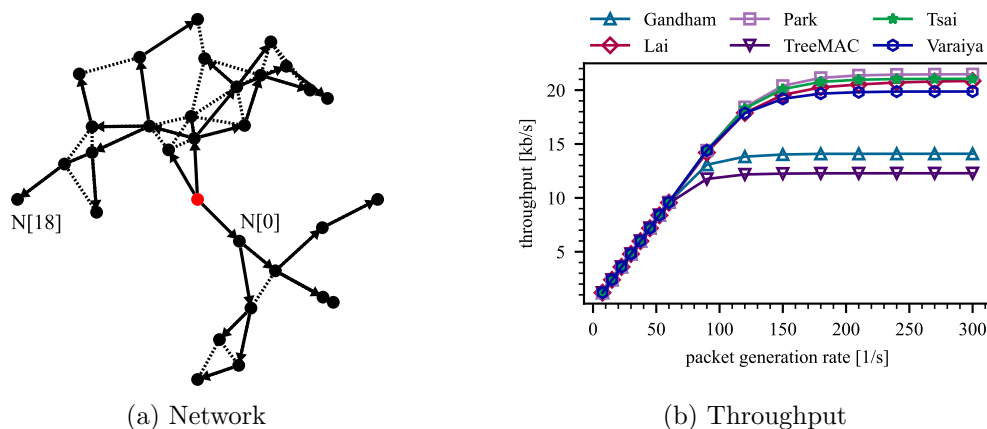 N[18]
N[0]
(a) Network
Gandham
Park
Tsai
Lai
TreeMAC
Varaiya
throughput [kb/s]
20
15
10
5
0
50
100
150
200
250
300
packet generation rate [1/s]
(b) Throughput